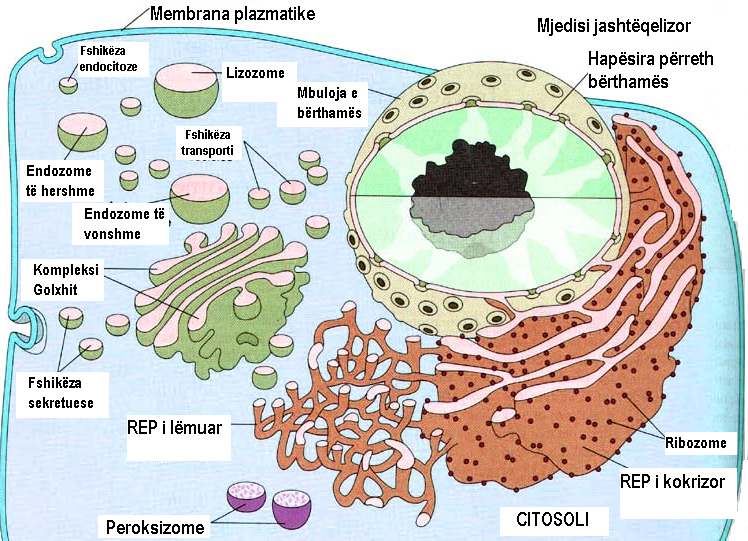 Membrana plazmatike
Mjedisi jashtëqelizor
Fshikëza
endocitoze
Lizozome
Hapësira përreth
bërthamës
Mbuloja e
bërthamës
Fshikëza
transporti
Endozome
të hershme
Endozome të
vonshme
Kompleksi
Golxhit
Fshikëza
sekretuese
REP i lëmuar
Ribozome
REP i kokrizor
Peroksizome
CITOSOLI